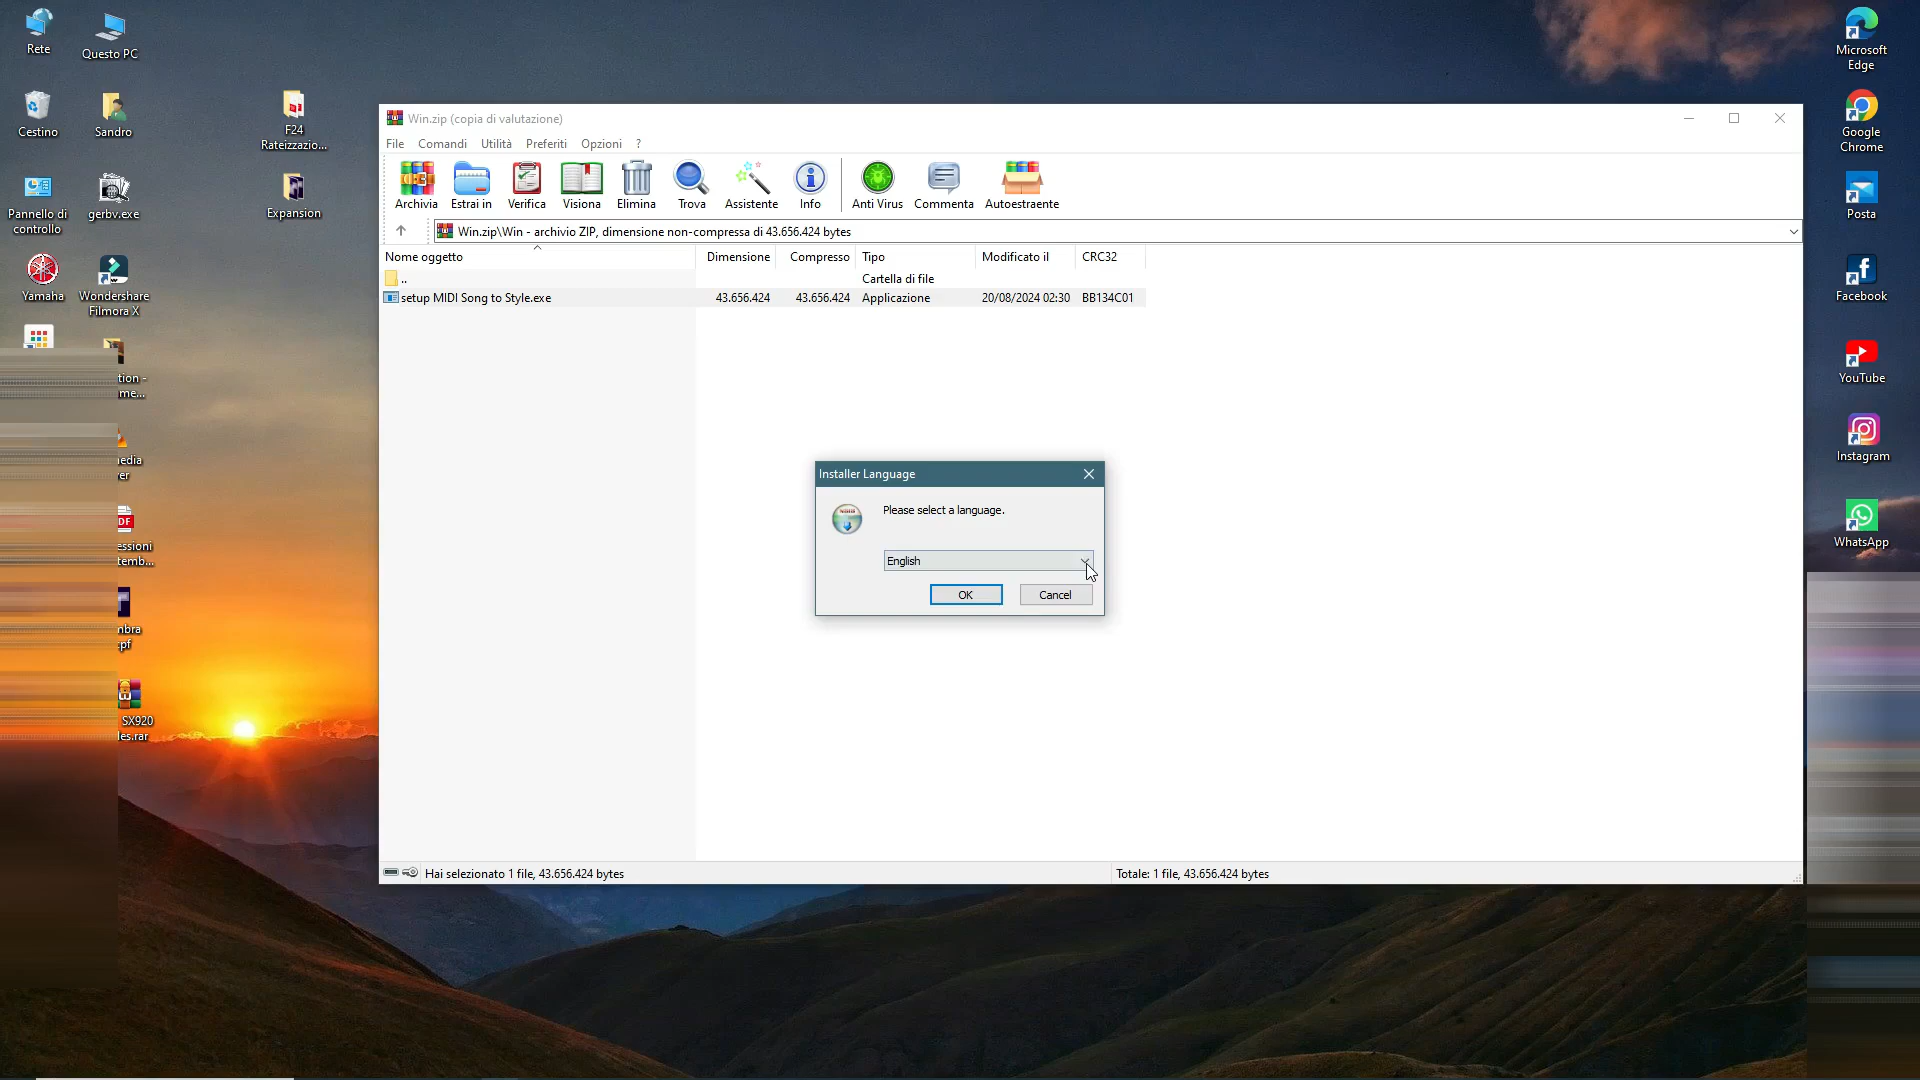 Rete
Questo PC
Cestino
Sandro
F24
Rateizzazio...
Pannello di
controllo
gerbv.exe
Expansion
Yamaha
Wondershare
Filmora X
Microsoft
Edge
Google
Chrome
Posta
Facebook
YouTube
Instagram
WhatsApp
Win.zip (copia di valutazione)
File Comandi Utilità Preferiti Opzioni ?
Archivia Estrai in Verifica Visiona Elimina Trova Assistente Info Anti Virus Commenta Autoestraente
Win.zip\Win - archivio ZIP, dimensione non-compressa di 43.656.424 bytes
Nome oggetto Dimensione Compresso Tipo Modificato il CRC32
.. Cartella di file
setup MIDI Song to Style.exe 43.656.424 43.656.424 Applicazione 20/08/2024 02:30 BB134C01
Installer Language
Please select a language.
English
OK Cancel
Hai selezionato 1 file, 43.656.424 bytes Totale: 1 file, 43.656.424 bytes
SX920